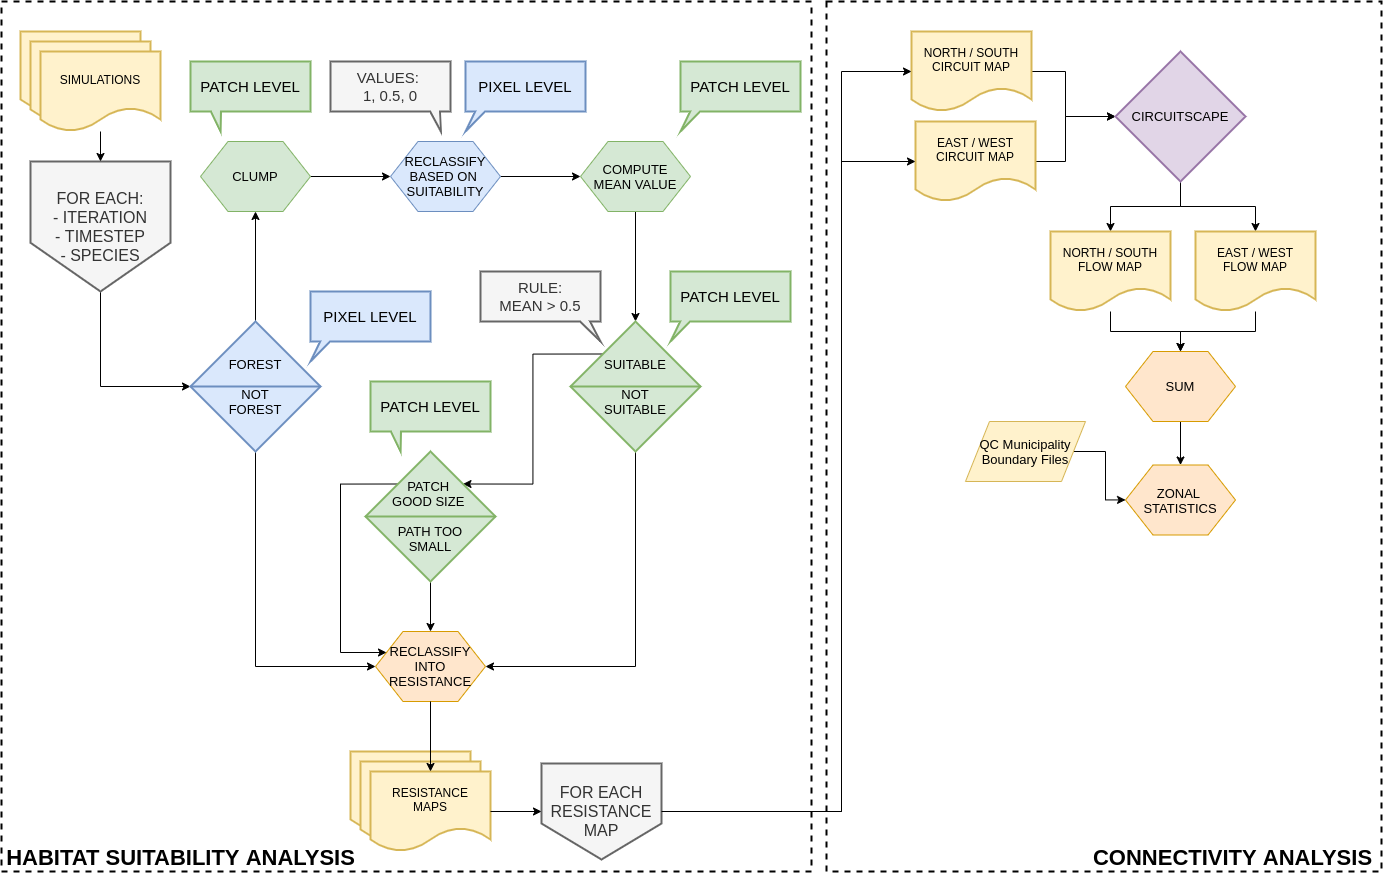 SIMULATIONS
PATCH LEVEL
VALUES:
1, 0.5, 0
PIXEL LEVEL
PATCH LEVEL
FOR EACH:
- ITERATION
- TIMESTEP
- SPECIES
CLUMP
RECLASSIFY
BASED ON
SUITABILITY
COMPUTE
MEAN VALUE
PIXEL LEVEL
RULE:
MEAN > 0.5
PATCH LEVEL
FOREST
NOT
FOREST
SUITABLE
NOT
SUITABLE
PATCH LEVEL
PATCH
GOOD SIZE
PATH TOO
SMALL
RECLASSIFY
INTO
RESISTANCE
RESISTANCE
MAPS
FOR EACH
RESISTANCE
MAP
HABITAT SUITABILITY ANALYSIS
NORTH / SOUTH
CIRCUIT MAP
EAST / WEST
CIRCUIT MAP
CIRCUITSCAPE
NORTH / SOUTH
FLOW MAP
EAST / WEST
FLOW MAP
SUM
QC Municipality
Boundary Files
ZONAL
STATISTICS
CONNECTIVITY ANALYSIS